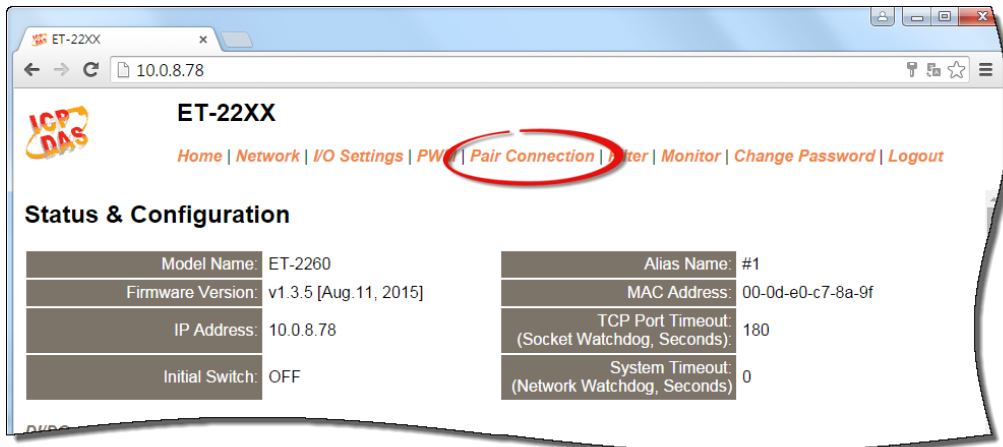 ET-22XX
10.0.8.78
ICP DAS
ET-22XX
Home | Network | I/O Settings | PWM | Pair Connection | Filter | Monitor | Change Password | Logout
Status & Configuration
Model Name: ET-2260 Alias Name: #1
Firmware Version: v1.3.5 [Aug.11, 2015] MAC Address: 00-0d-e0-c7-8a-9f
IP Address: 10.0.8.78 TCP Port Timeout: (Socket Watchdog, Seconds): 180
Initial Switch: OFF System Timeout: (Network Watchdog, Seconds) 0